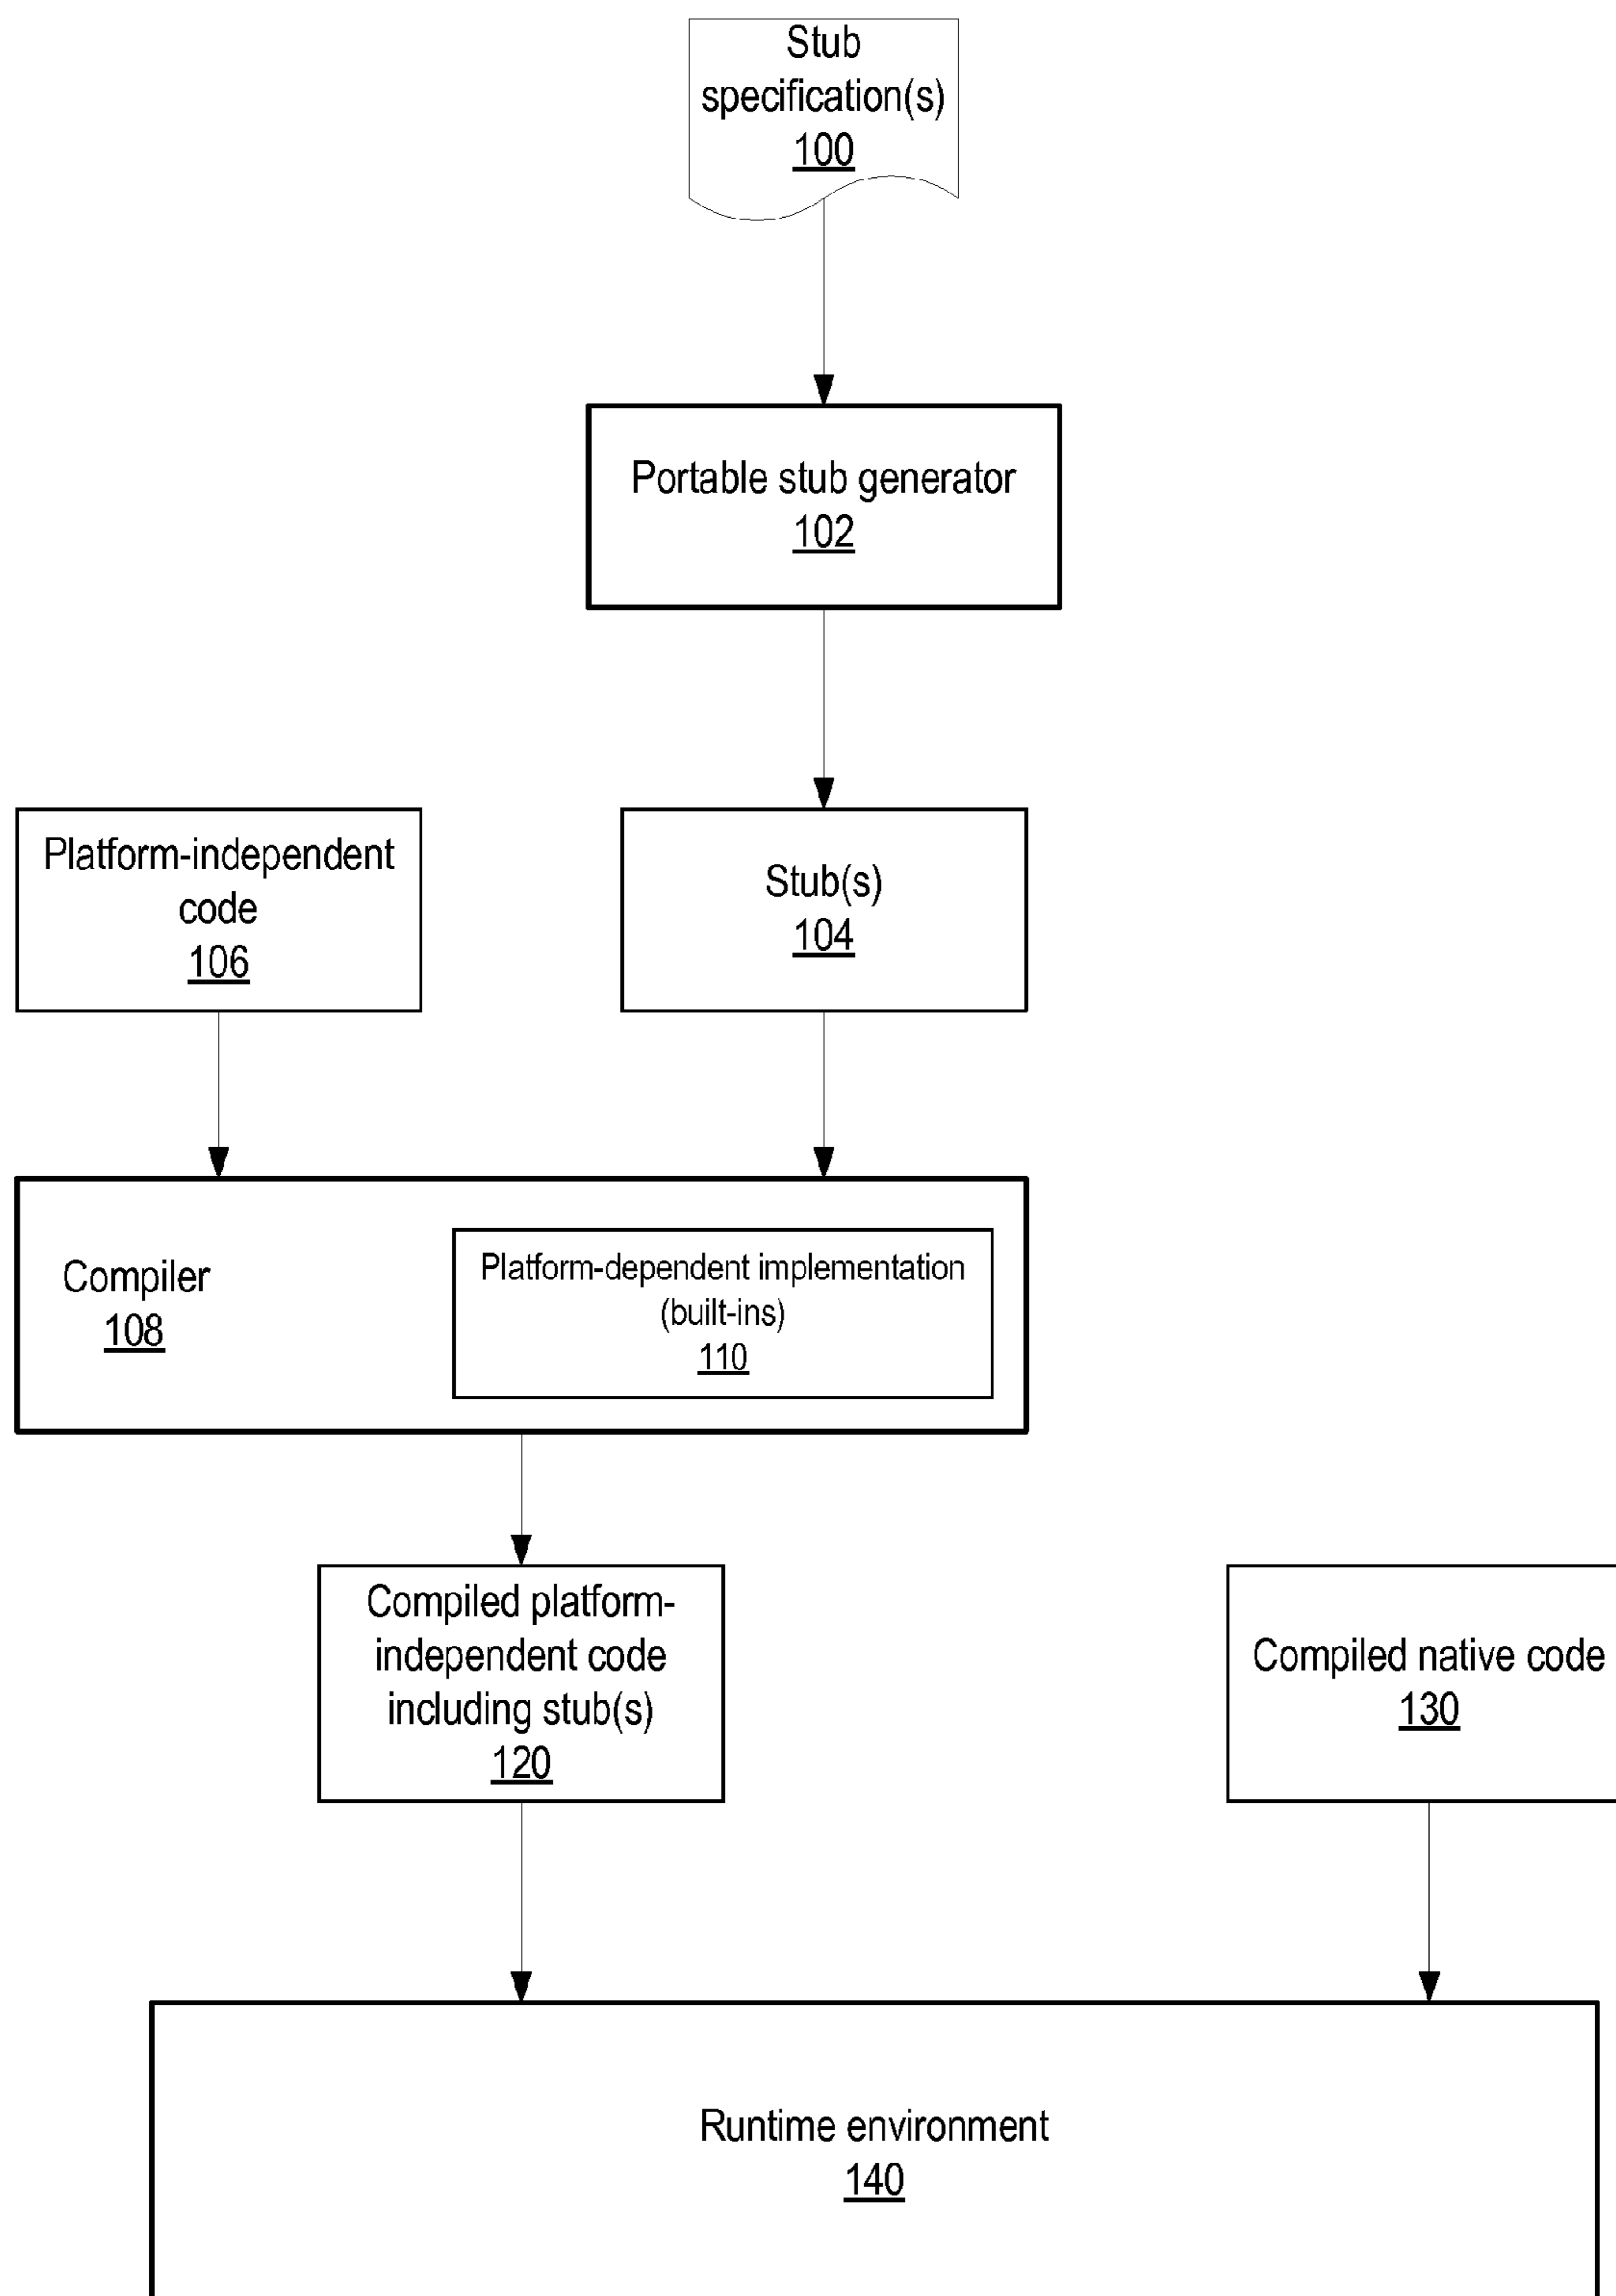 Stub
specification(s)
100
Portable stub generator
102
Platform-independent
code
106
Stub(s)
104
Compiler
108
Platform-dependent implementation
(built-ins)
110
Compiled platform-
independent code
including stub(s)
120
Compiled native code
130
Runtime environment
140